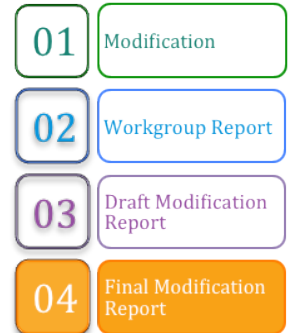 01 Modification
02 Workgroup Report
03 Draft Modification
Report
04 Final Modification
Report